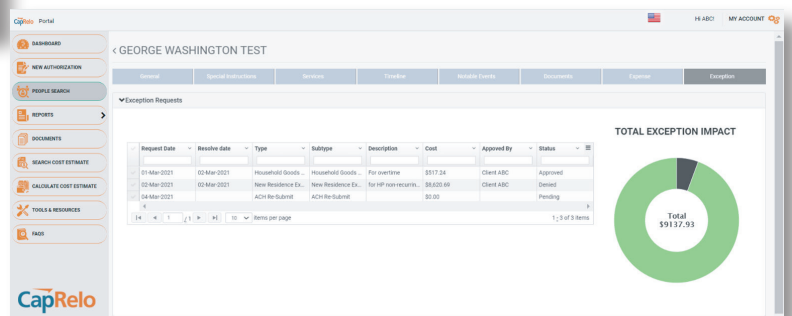 CapRelo Portal
Hi ABC! MY ACCOUNT
DASHBOARD
NEW AUTHORIZATION
PEOPLE SEARCH
REPORTS
DOCUMENTS
SEARCH COST ESTIMATE
CALCULATE COST ESTIMATE
TOOLS & RESOURCES
FAQS
CapRelo
< GEORGE WASHINGTON TEST
General Special Instructions Services Timeline Notable Events Documents Expense Exception
Exception Requests
Request Date Resolve date Type Subtype Description Cost Appoved By Status
01-Mar-2021 02-Mar-2021 Household Goods ... Household Goods ... For overtime $517.24 Client ABC Approved
02-Mar-2021 02-Mar-2021 New Residence Ex... New Residence Ex... for HP non-recurrin... $8,620.69 Client ABC Denied
04-Mar-2021 ACH Re-Submit ACH Re-Submit $0.00 Pending
1 / 1 10 items per page 1 - 3 of 3 items
TOTAL EXCEPTION IMPACT
Total
$9137.93